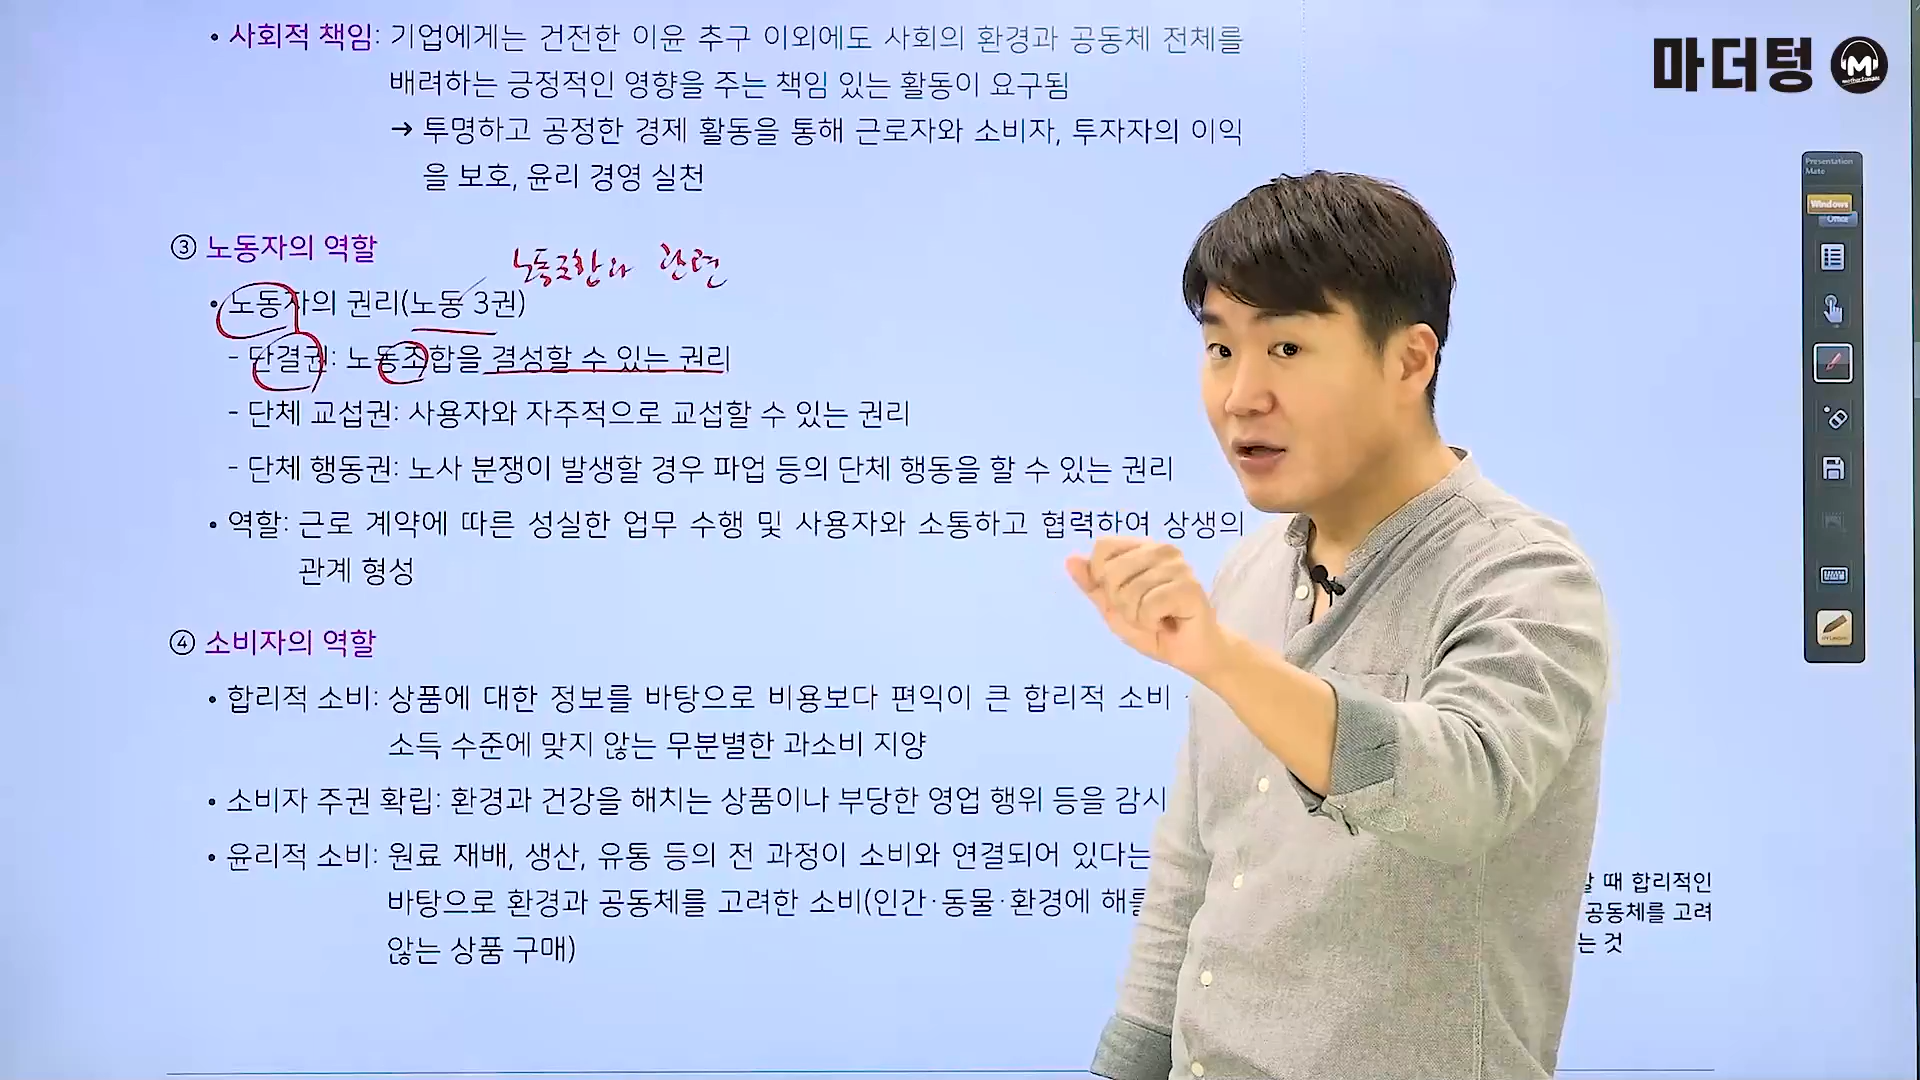 • 사회적 책임: 기업에게는 건전한 이윤 추구 이외에도 사회의 환경과 공동체 전체를
배려하는 긍정적인 영향을 주는 책임 있는 활동이 요구됨
→ 투명하고 공정한 경제 활동을 통해 근로자와 소비자, 투자자의 이익
을 보호, 윤리 경영 실천
마더텅 M
Presentation Mate
Windows
Office
③ 노동자의 역할
노동조합과 관련
• 노동자의 권리(노동 3권)
- 단결권: 노동조합을 결성할 수 있는 권리
- 단체 교섭권: 사용자와 자주적으로 교섭할 수 있는 권리
- 단체 행동권: 노사 분쟁이 발생할 경우 파업 등의 단체 행동을 할 수 있는 권리
• 역할: 근로 계약에 따른 성실한 업무 수행 및 사용자와 소통하고 협력하여 상생의
관계 형성
④ 소비자의 역할
• 합리적 소비: 상품에 대한 정보를 바탕으로 비용보다 편익이 큰 합리적 소비
소득 수준에 맞지 않는 무분별한 과소비 지양
• 소비자 주권 확립: 환경과 건강을 해치는 상품이나 부당한 영업 행위 등을 감시
• 윤리적 소비: 원료 재배, 생산, 유통 등의 전 과정이 소비와 연결되어 있다는
바탕으로 환경과 공동체를 고려한 소비(인간·동물·환경에 해를
않는 상품 구매)
때 합리적인
공동체를 고려
는 것